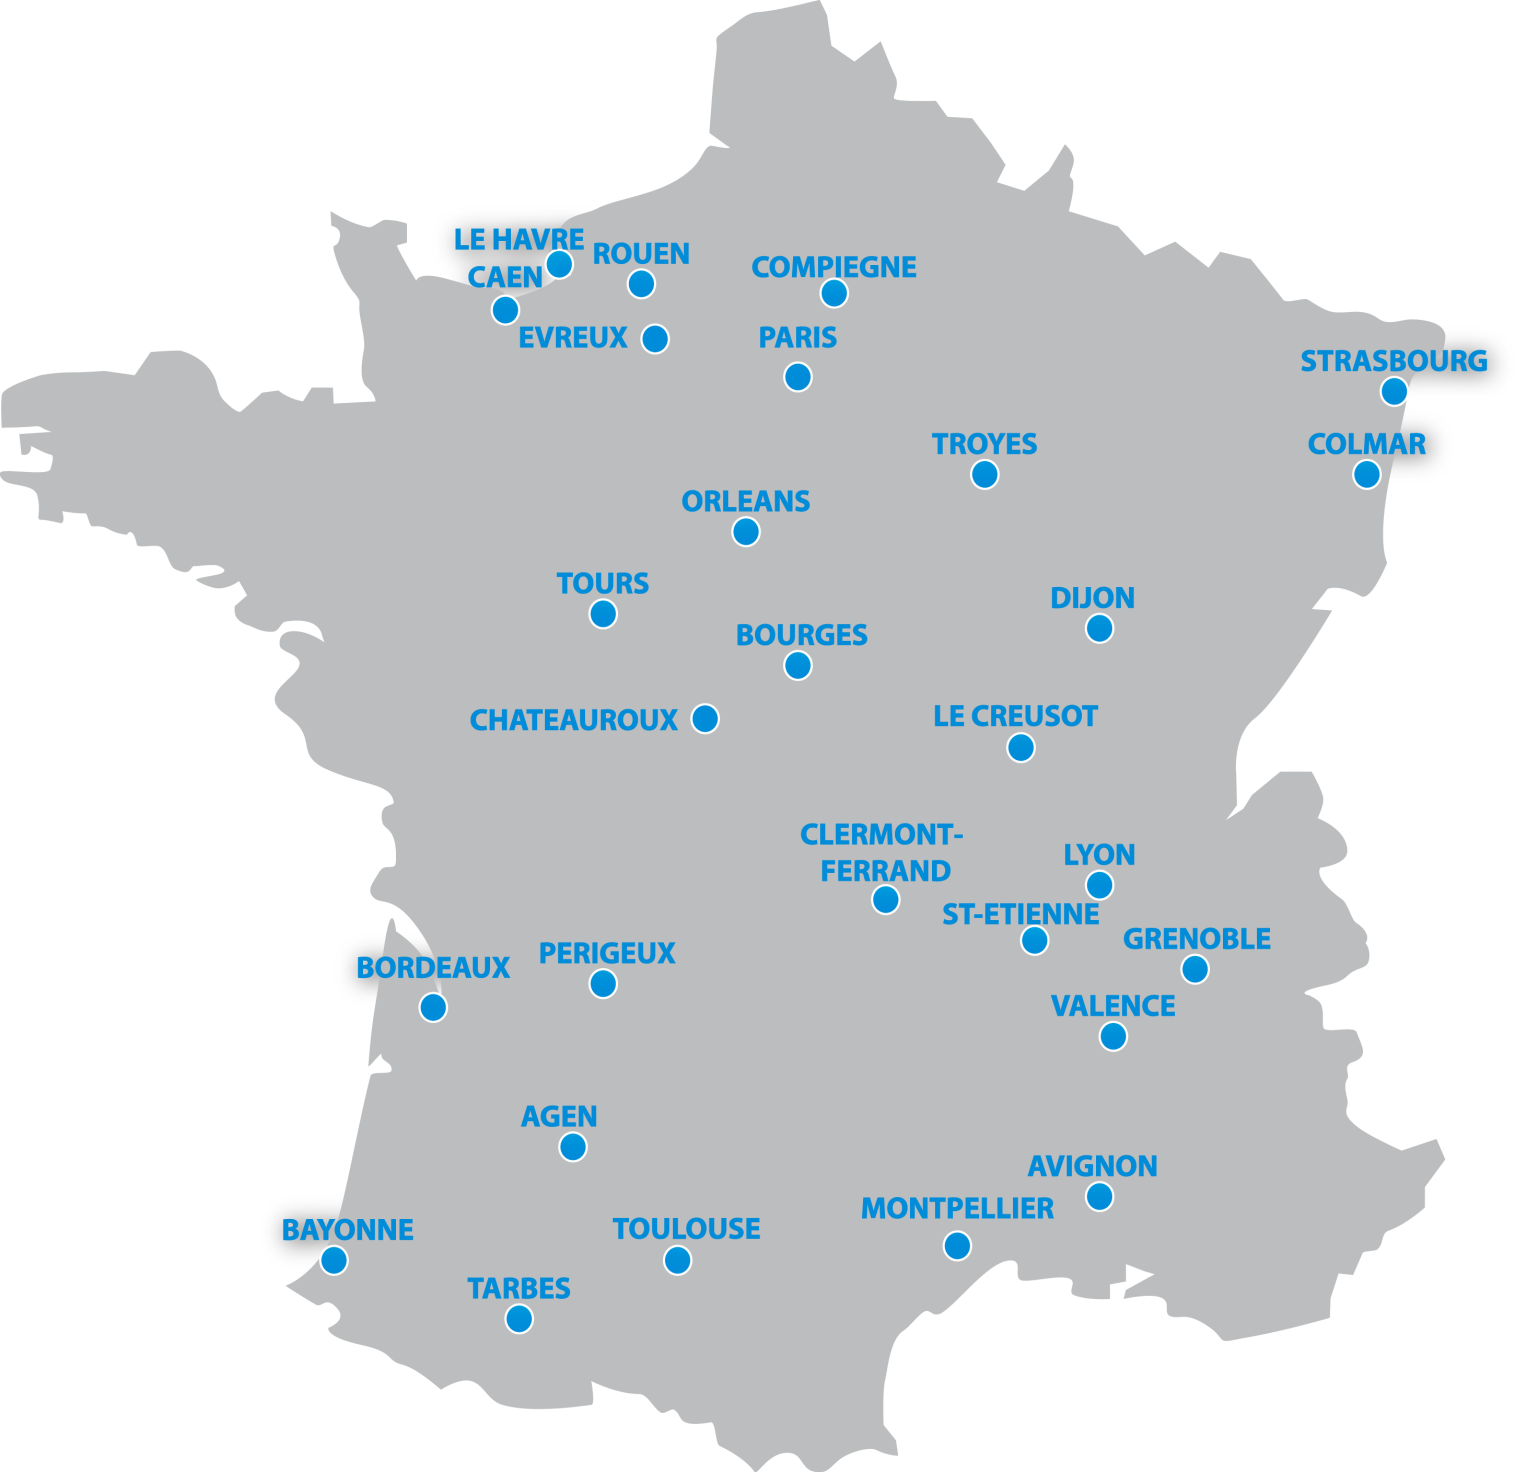 LE HAVRE
ROUEN
CAEN
COMPIEGNE
EVREUX
PARIS
STRASBOURG
TROYES
COLMAR
ORLEANS
TOURS
DIJON
BOURGES
CHATEAUROUX
LE CREUSOT
CLERMONT-
FERRAND
LYON
ST-ETIENNE
GRENOBLE
PERIGEUX
BORDEAUX
VALENCE
AGEN
AVIGNON
MONTPELLIER
BAYONNE
TOULOUSE
TARBES